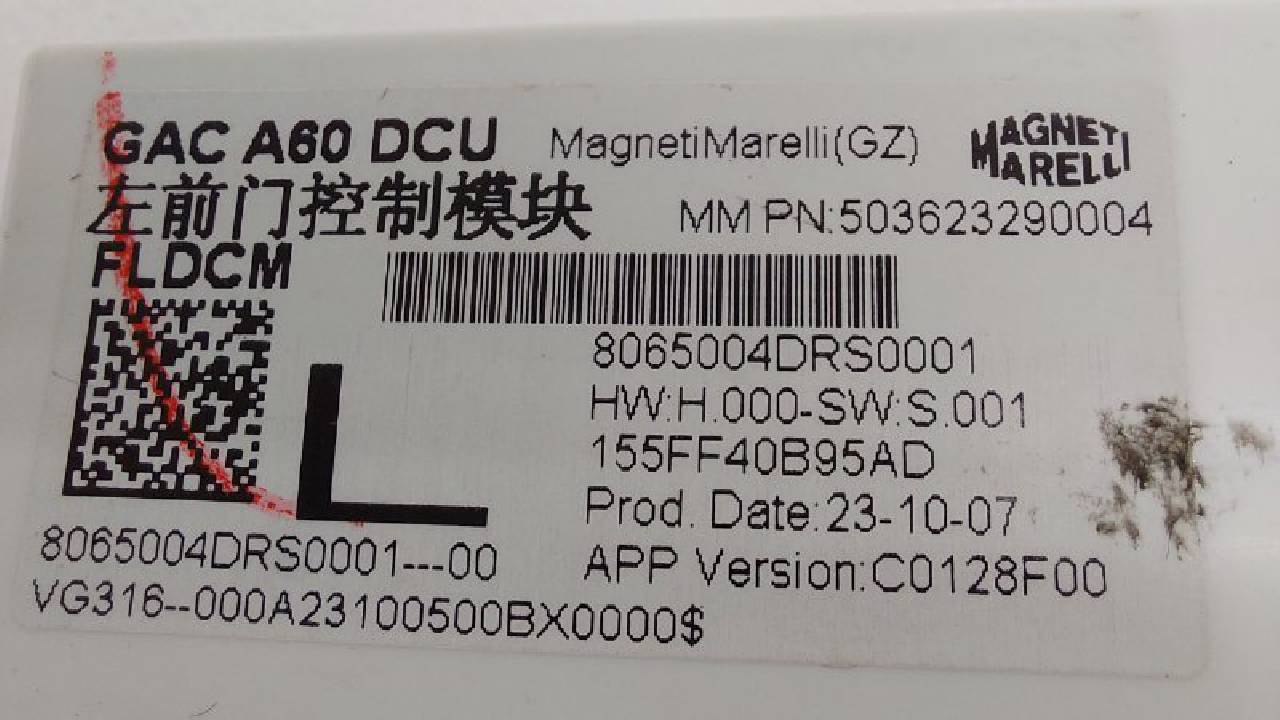 GAC A60 DCU
MagnetiMarelli(GZ)
MAGNETI
MARELLI
左前门控制模块
MM PN:503623290004
FLDCM
8065004DRS0001
HW:H.000-SW:S.001
L
155FF40B95AD
Prod. Date:23-10-07
8065004DRS0001---00
APP Version:C0128F00
VG316--000A23100500BX0000$